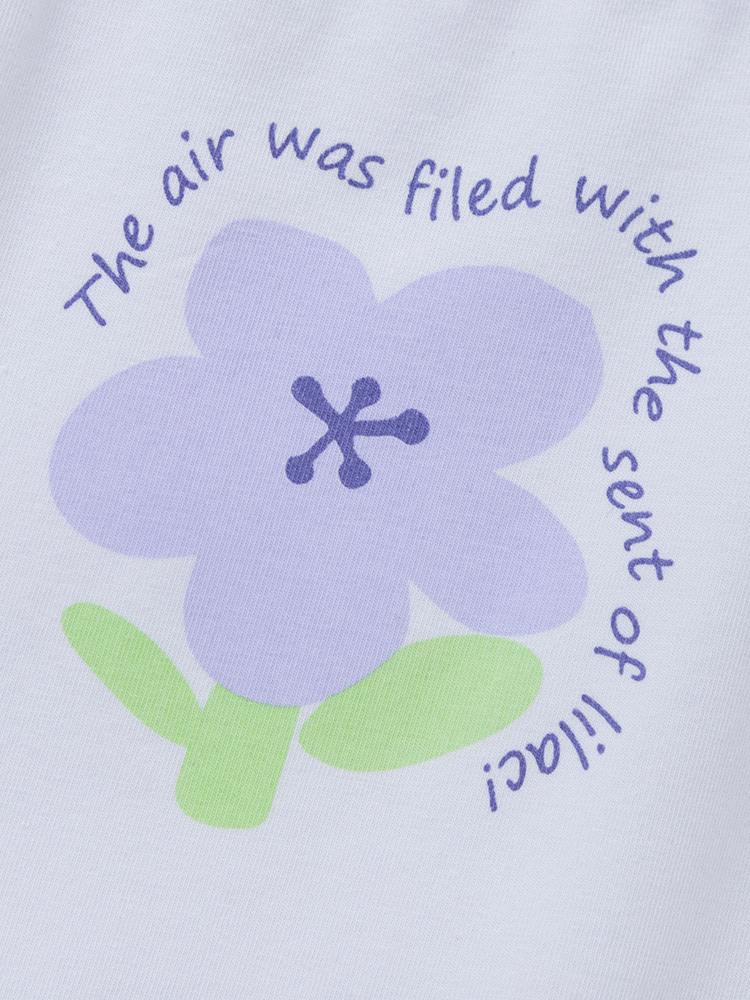 The air was filed with the sent of lilac!